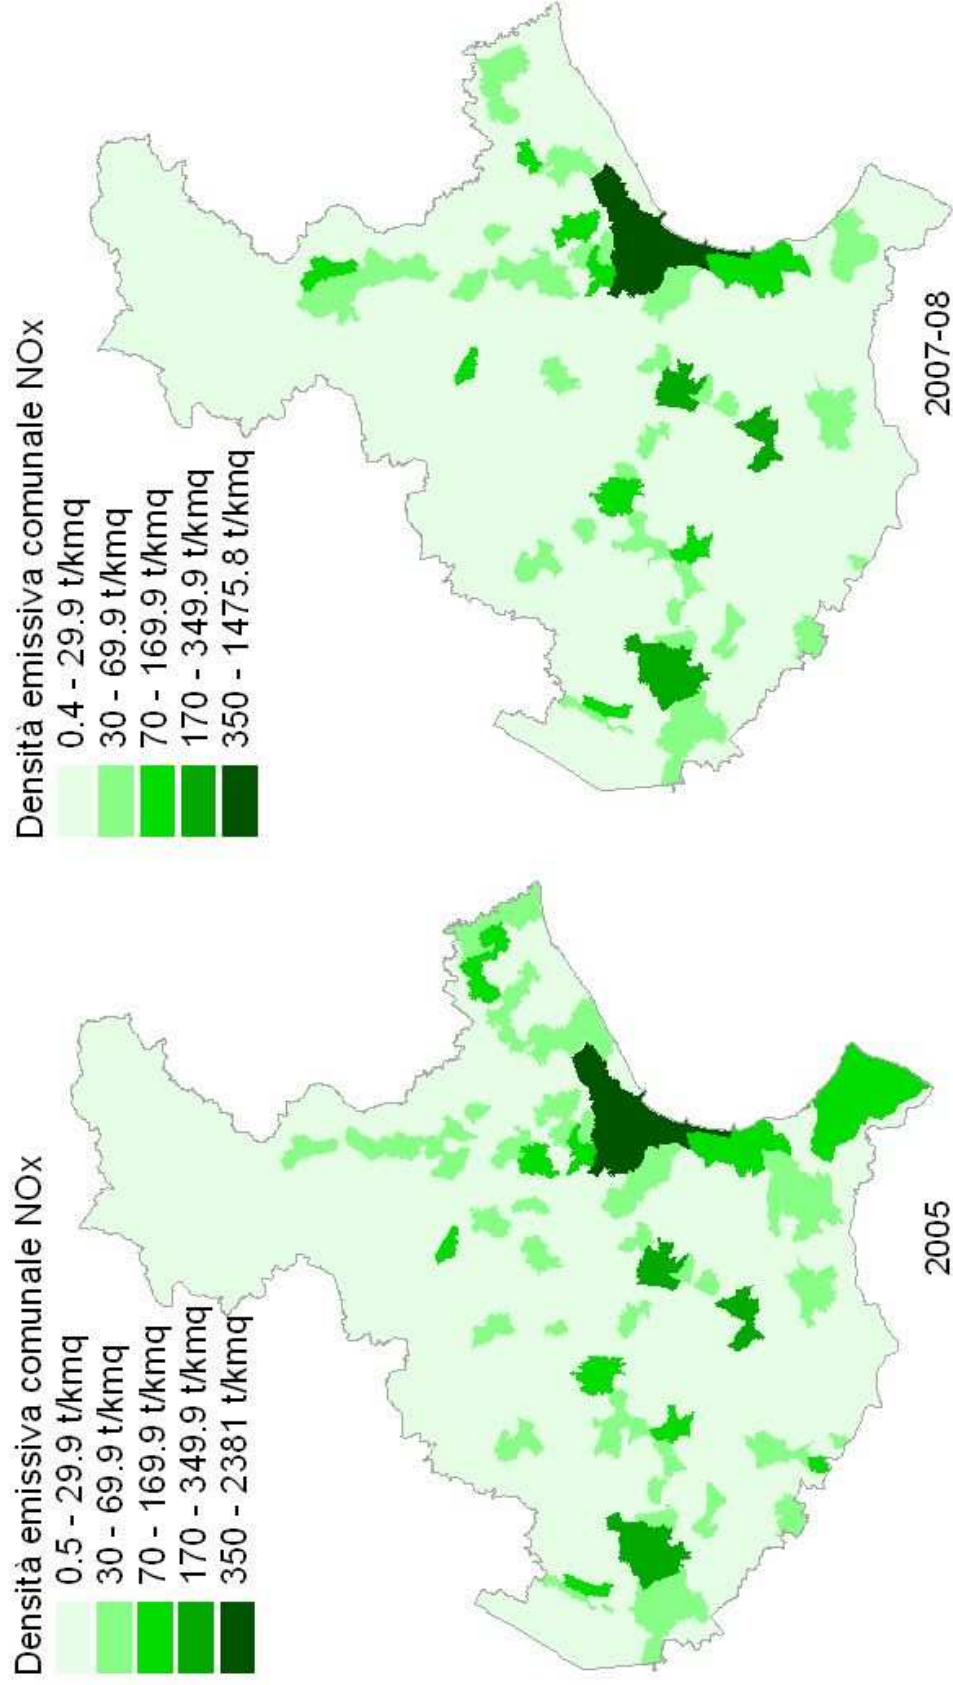 Densità emissiva comunale NOx
0.5 - 29.9 t/kmq
30 - 69.9 t/kmq
70 - 169.9 t/kmq
170 - 349.9 t/kmq
350 - 2381 t/kmq
2005
Densità emissiva comunale NOx
0.4 - 29.9 t/kmq
30 - 69.9 t/kmq
70 - 169.9 t/kmq
170 - 349.9 t/kmq
350 - 1475.8 t/kmq
2007-08